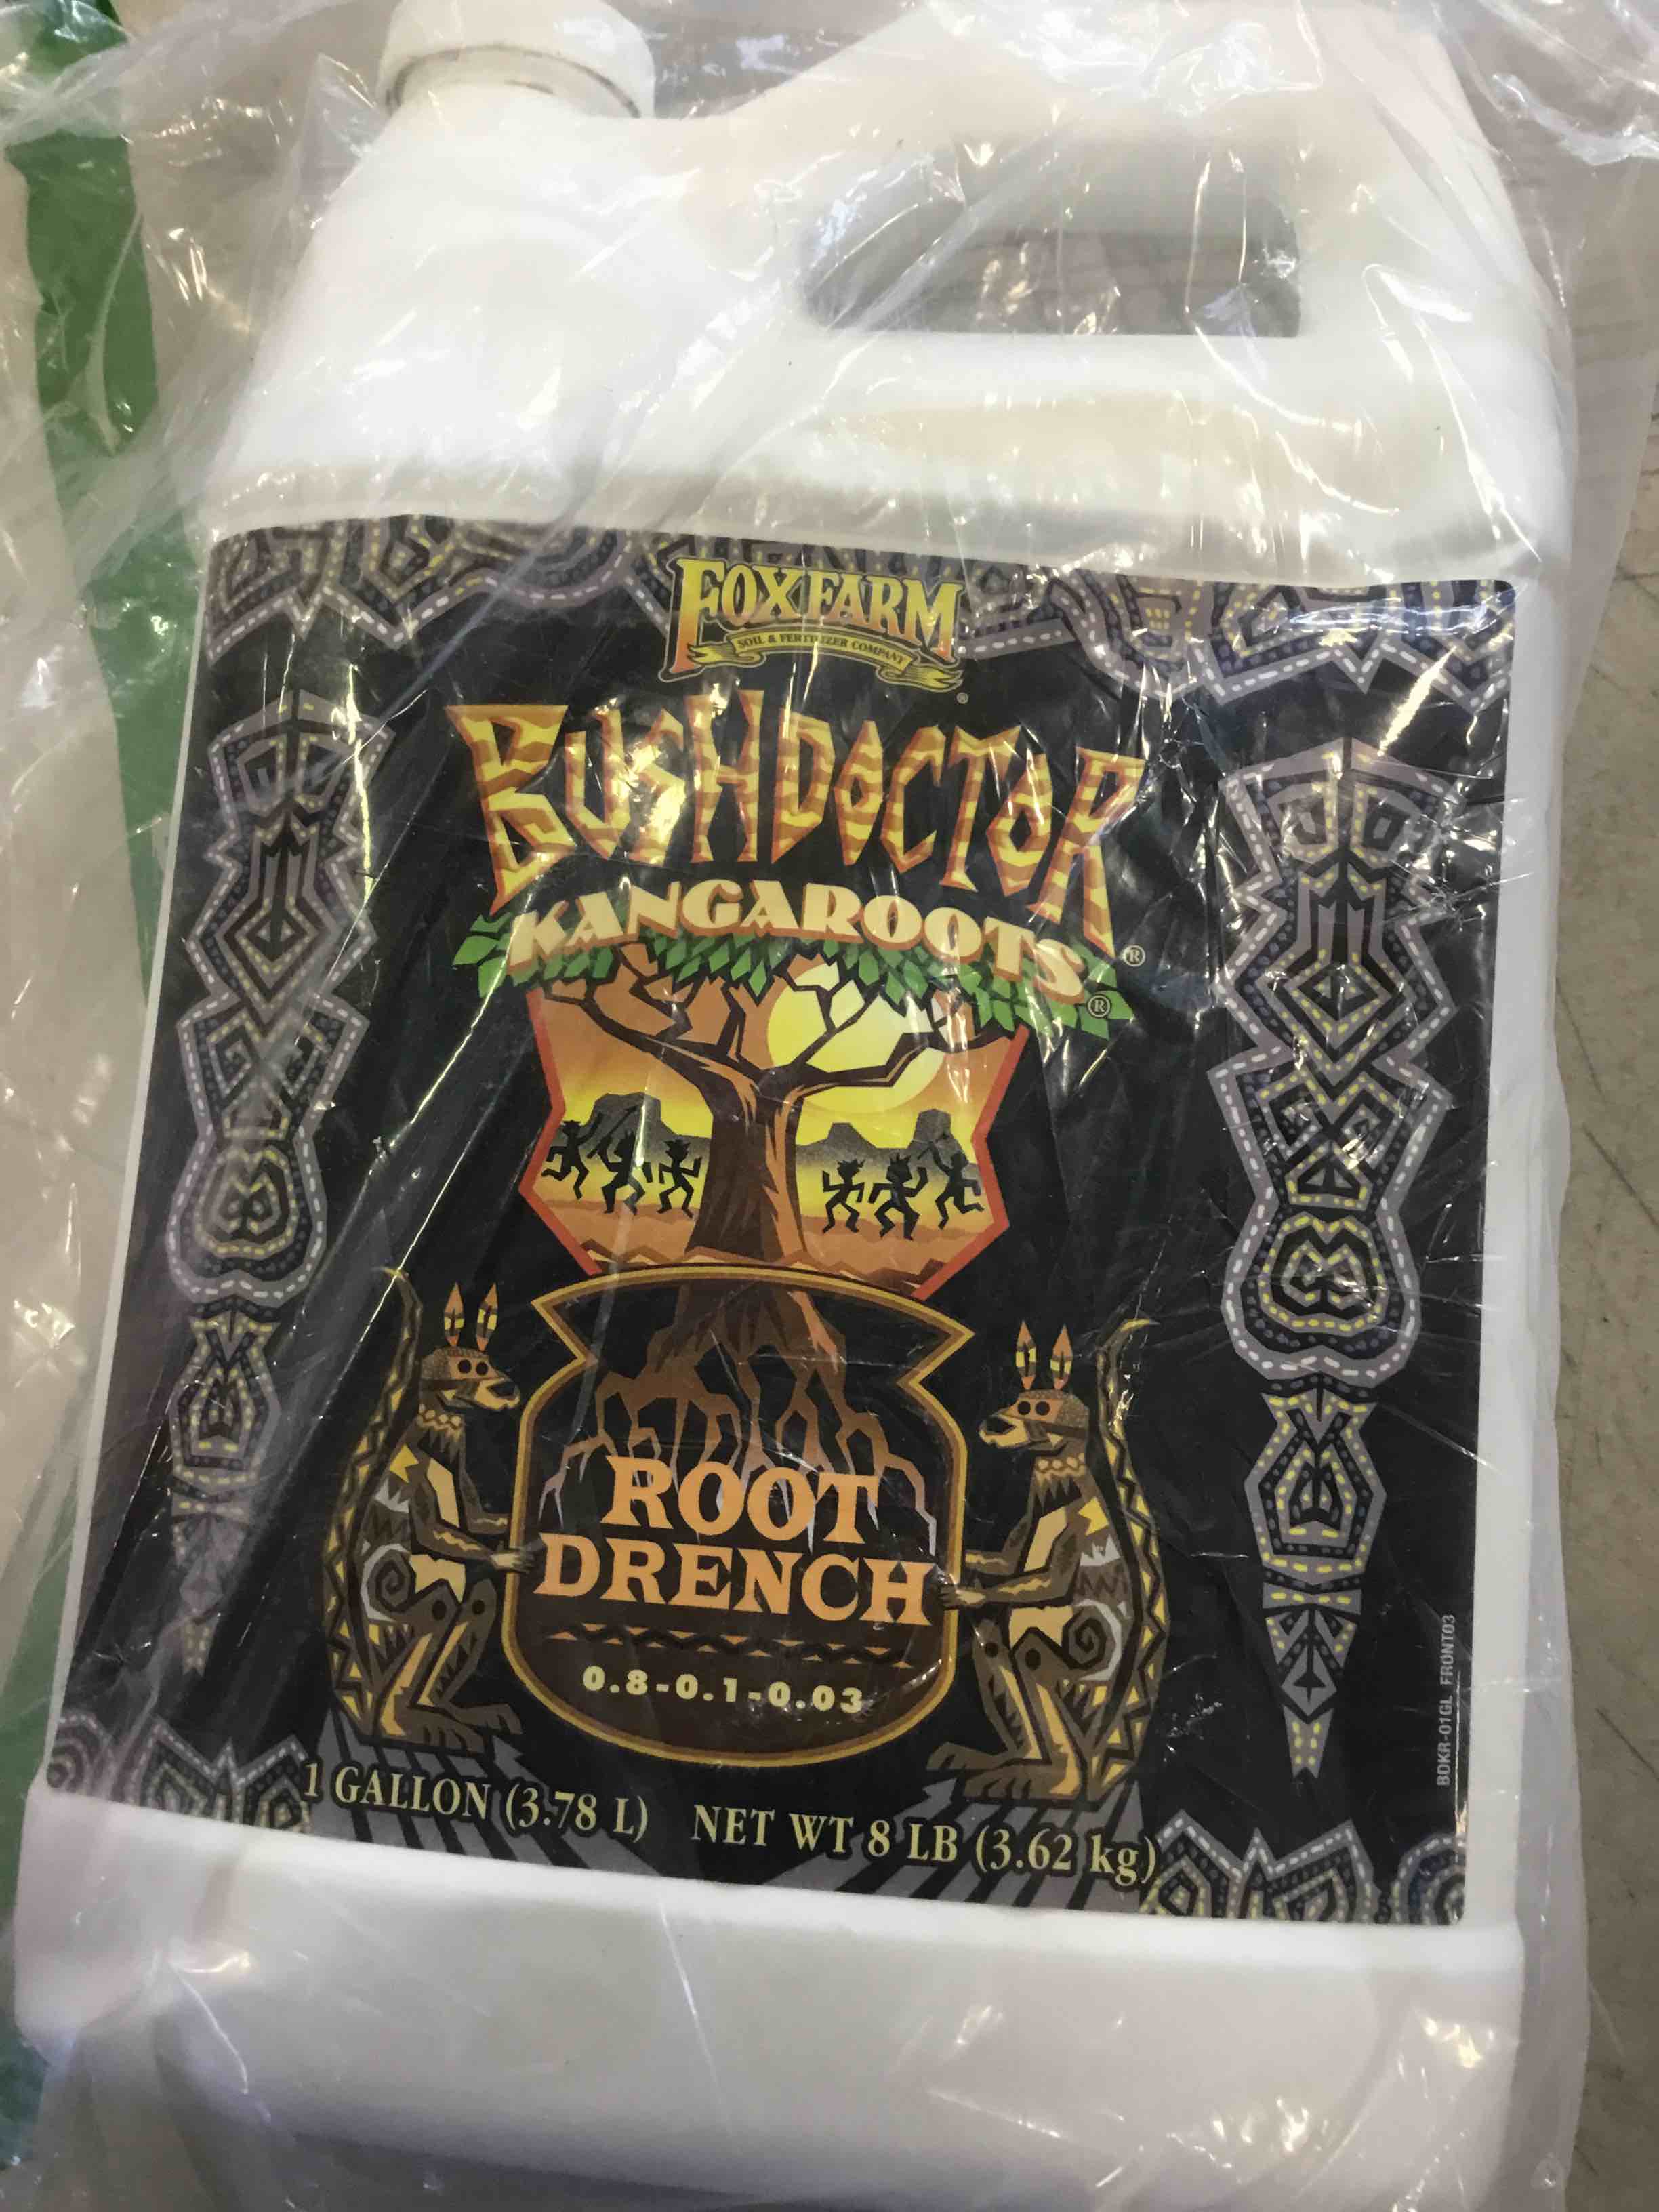 FOXFARM
SOIL & FERTILIZER COMPANY
®
BUSHDOCTOR
®
KANGAROOTS
®
ROOT
DRENCH
0.8-0.1-0.03
1 GALLON (3.78 L) NET WT 8 LB (3.62 kg)
BDKR-01GL FRONT03